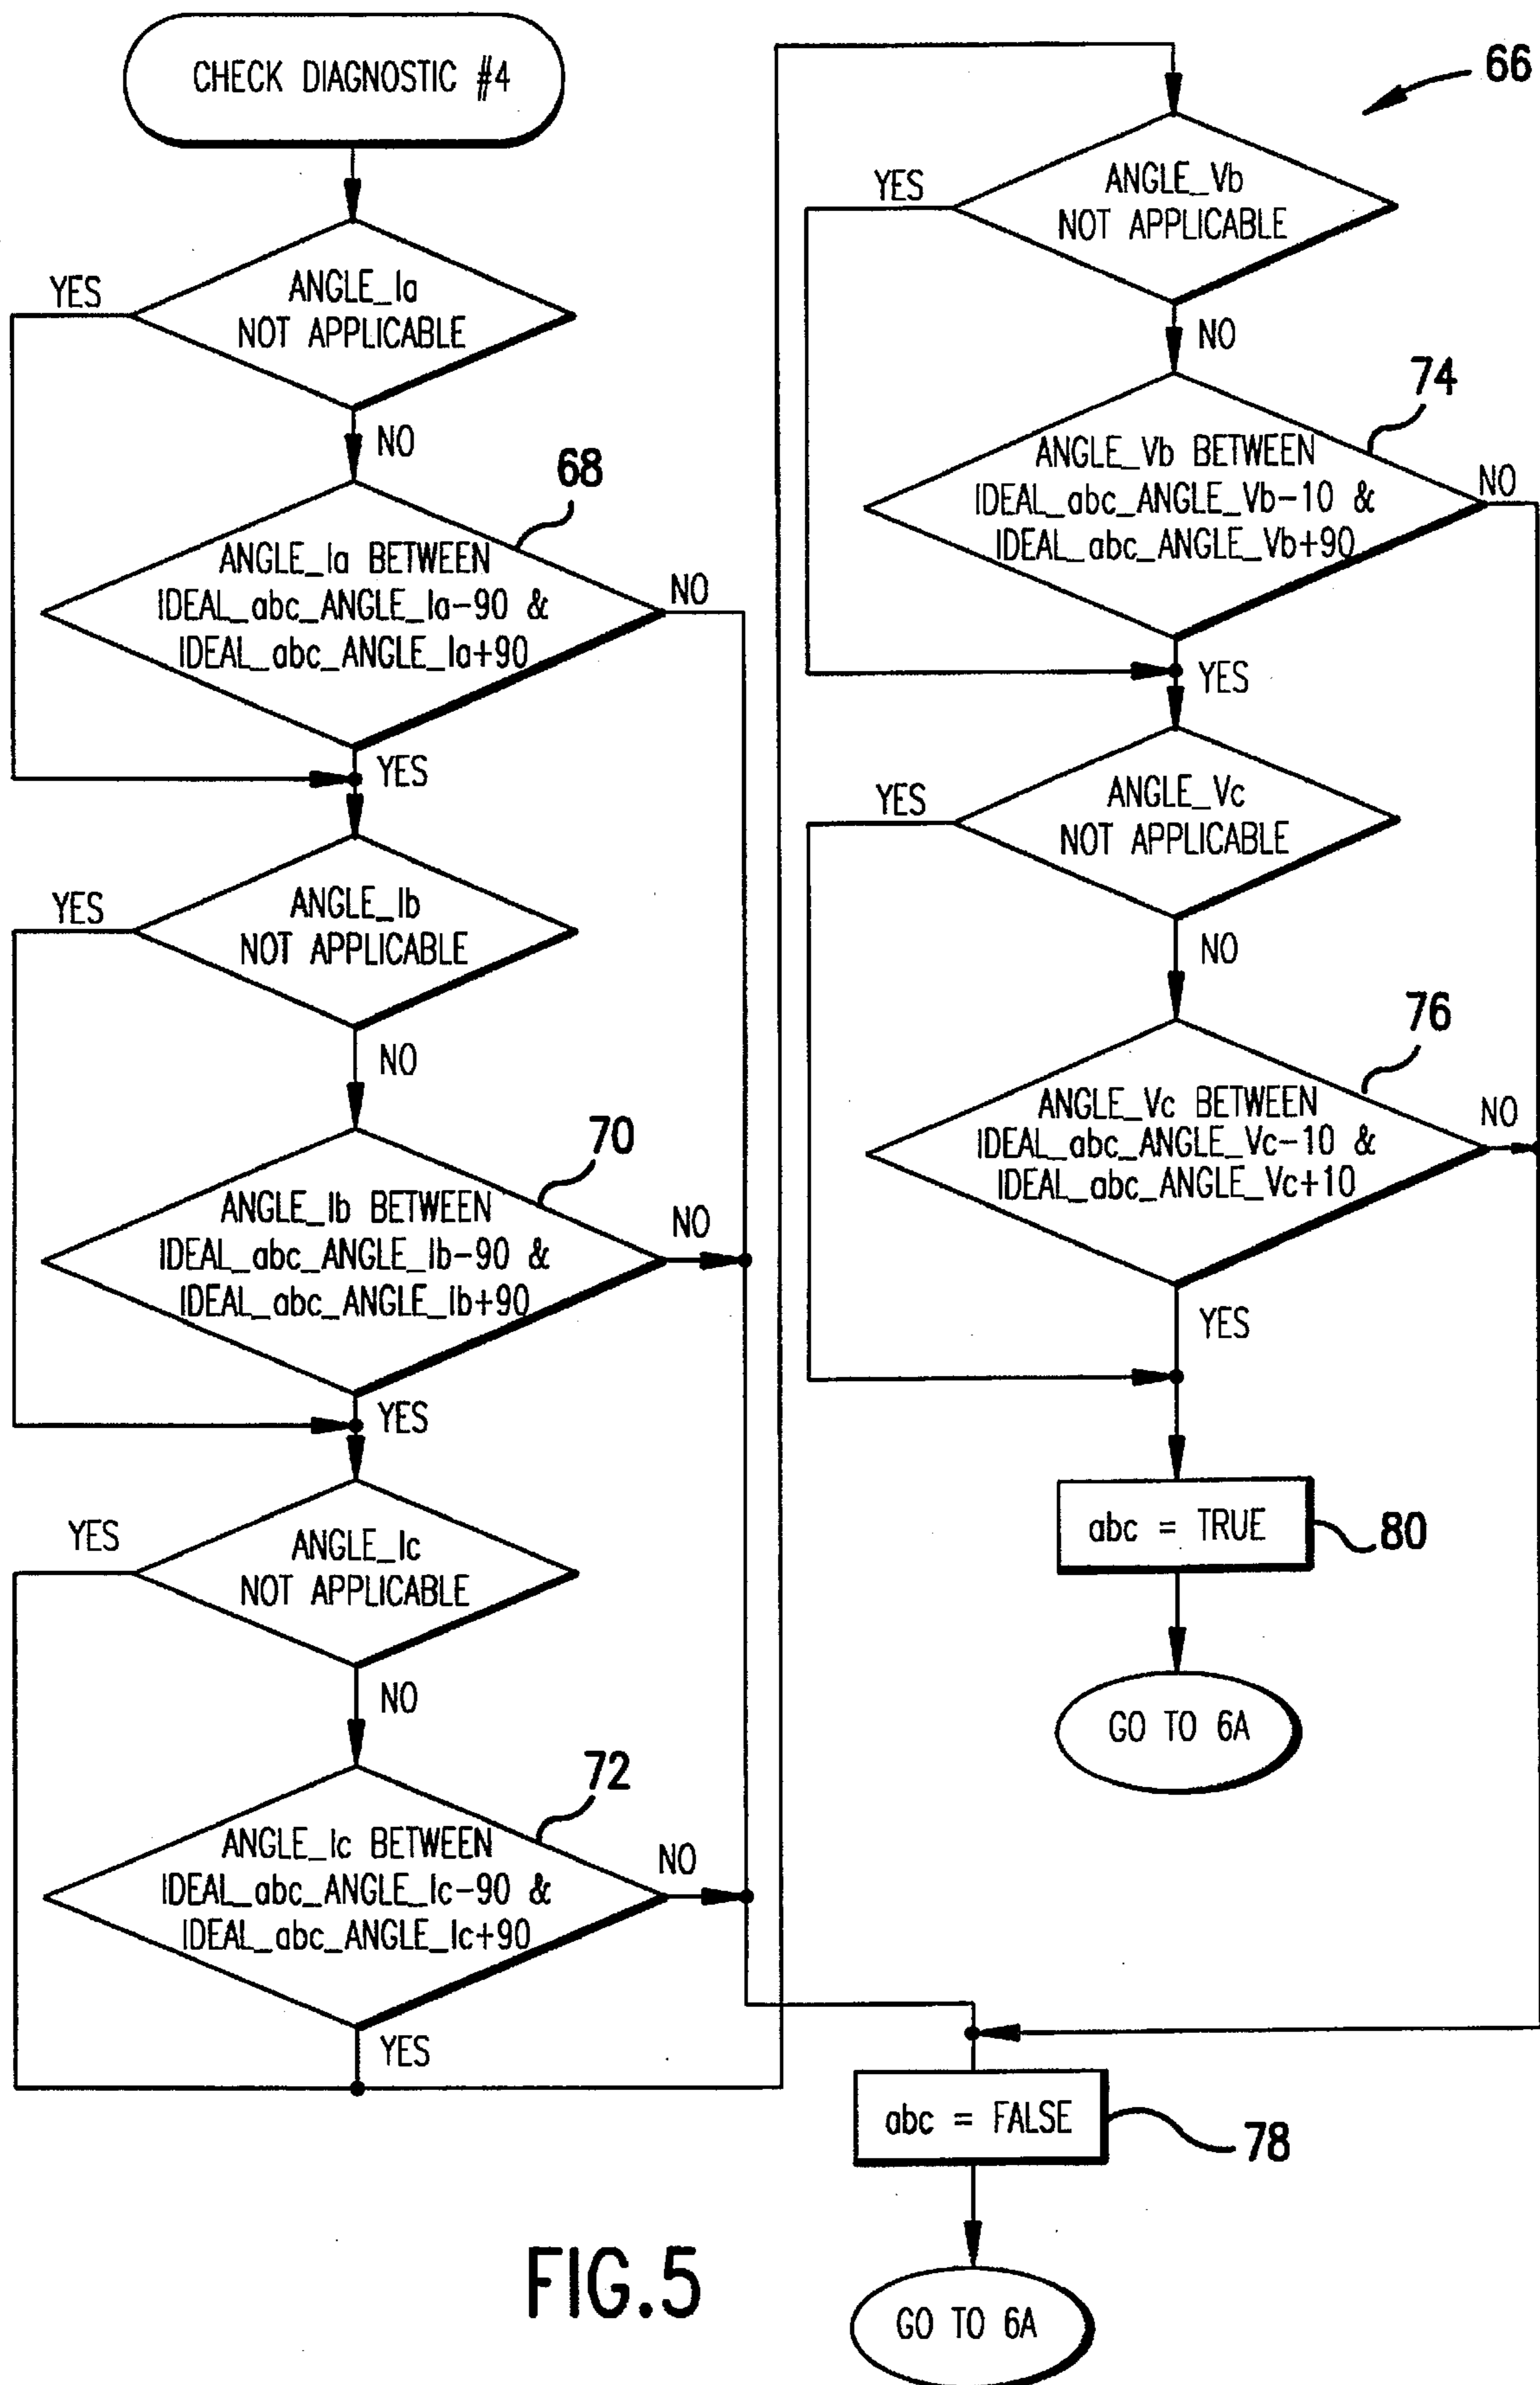 CHECK DIAGNOSTIC #4
YES
ANGLE_Ia
NOT APPLICABLE
NO
68
ANGLE_Ia BETWEEN
IDEAL_abc_ANGLE_Ia-90 &
IDEAL_abc_ANGLE_Ia+90
NO
YES
YES
ANGLE_Ib
NOT APPLICABLE
NO
70
ANGLE_Ib BETWEEN
IDEAL_abc_ANGLE_Ib-90 &
IDEAL_abc_ANGLE_Ib+90
NO
YES
YES
ANGLE_Ic
NOT APPLICABLE
NO
72
ANGLE_Ic BETWEEN
IDEAL_abc_ANGLE_Ic-90 &
IDEAL_abc_ANGLE_Ic+90
NO
YES
66
YES
ANGLE_Vb
NOT APPLICABLE
NO
74
ANGLE_Vb BETWEEN
IDEAL_abc_ANGLE_Vb-10 &
IDEAL_abc_ANGLE_Vb+90
NO
YES
YES
ANGLE_Vc
NOT APPLICABLE
NO
76
ANGLE_Vc BETWEEN
IDEAL_abc_ANGLE_Vc-10 &
IDEAL_abc_ANGLE_Vc+10
NO
YES
abc = TRUE
80
GO TO 6A
abc = FALSE
78
GO TO 6A
FIG.5